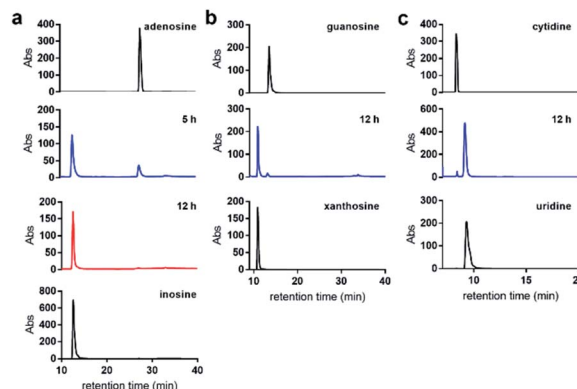 a
400
300
200
100
0
Abs
adenosine
200
150
100
50
0
Abs
5 h
200
150
100
50
0
Abs
12 h
800
600
400
200
0
Abs
inosine
10 20 30 40
retention time (min)
b
300
200
100
0
Abs
guanosine
300
200
100
0
Abs
12 h
200
150
100
50
0
Abs
xanthosine
10 20 30 40
retention time (min)
c
400
300
200
100
0
Abs
cytidine
600
400
200
0
Abs
12 h
300
200
100
0
Abs
uridine
10
retention time (min)